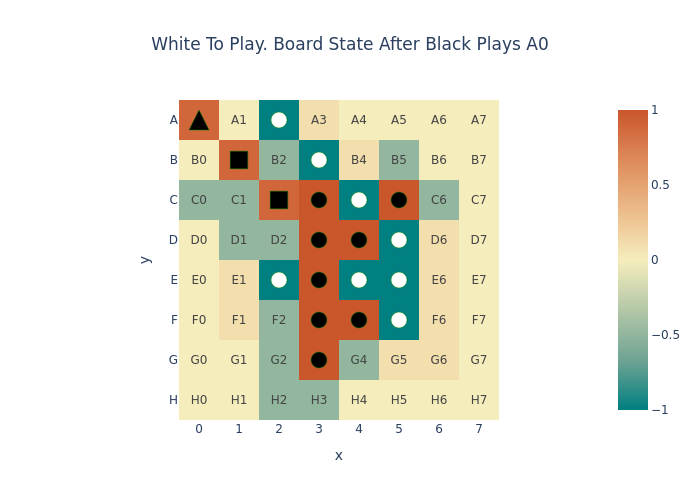 White To Play. Board State After Black Plays A0
A A1 A3 A4 A5 A6 A7
B B0 B2 B4 B5 B6 B7
C C0 C1 C6 C7
D D0 D1 D2 D6 D7
E E0 E1 E6 E7
F F0 F1 F2 F6 F7
G G0 G1 G2 G4 G5 G6 G7
H H0 H1 H2 H3 H4 H5 H6 H7
0 1 2 3 4 5 6 7
x
y
1
0.5
0
−0.5
−1